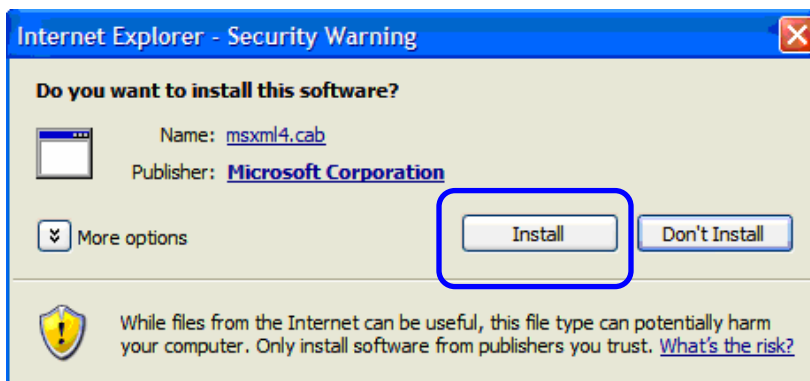 Internet Explorer - Security Warning
Do you want to install this software?
Name: msxml4.cab
Publisher: Microsoft Corporation
More options
Install
Don't Install
While files from the Internet can be useful, this file type can potentially harm
your computer. Only install software from publishers you trust. What's the risk?